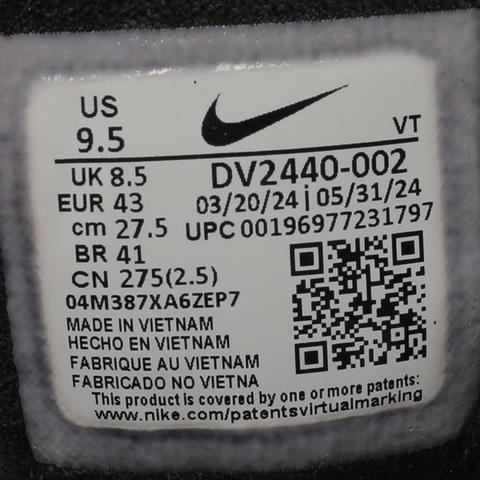 US
9.5
VT
UK 8.5
DV2440-002
EUR 43
03/20/24 | 05/31/24
cm 27.5
UPC 00196977231797
BR 41
CN 275(2.5)
04M387XA6ZEP7
MADE IN VIETNAM
HECHO EN VIETNAM
FABRIQUE AU VIETNAM
FABRICADO NO VIETNA
This product is covered by one or more patents:
www.nike.com/patentsvirtualmarking